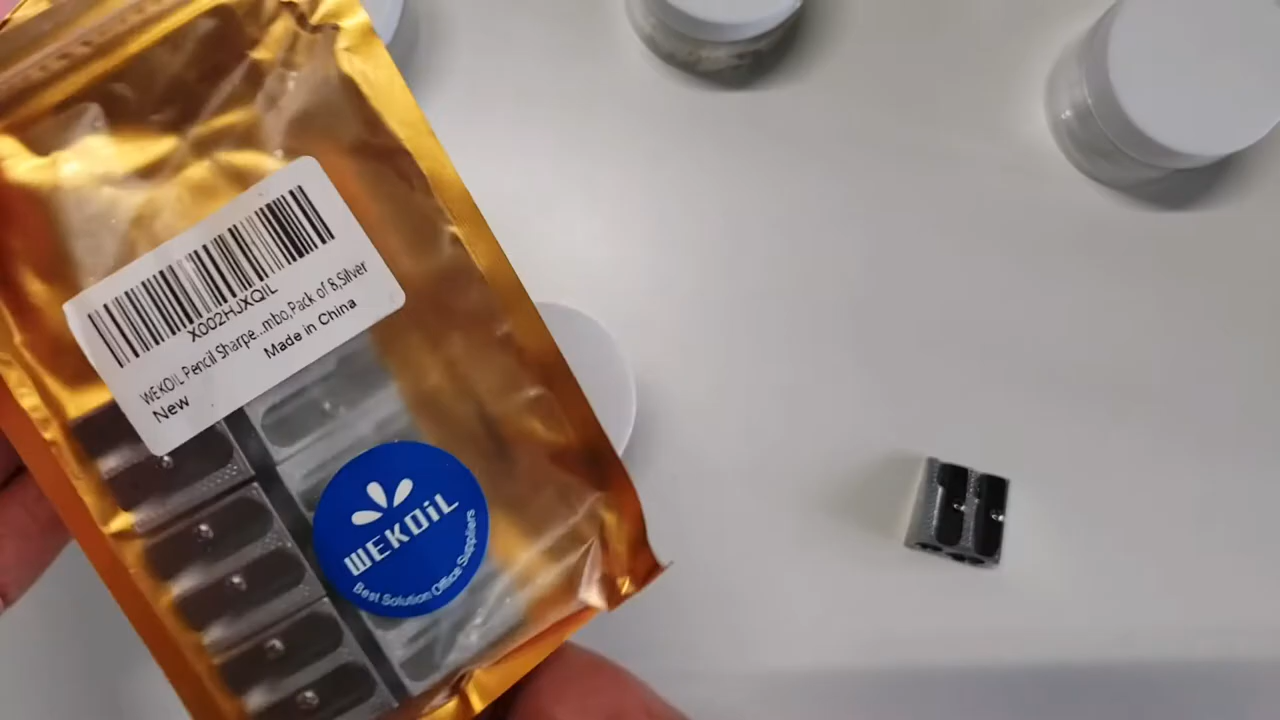 X002HJXQIL
WEKOIL Pencil Sharpe...mbo,Pack of 8,Silver
New
Made in China
WEKOiL
Best Solution Office Suppliers